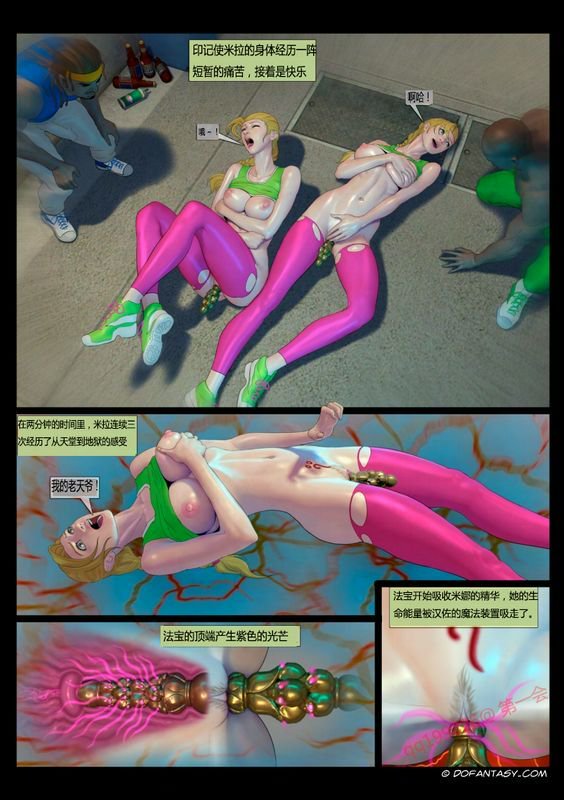 印记使米拉的身体经历一阵
短暂的痛苦，接着是快乐
哦～！
啊哈！
在两分钟的时间里，米拉连续三
次经历了从天堂到地狱的感受
我的老天爷！
法宝的顶端产生紫色的光芒
法宝开始吸收米娜的精华，她的生
命能量被汉佐的魔法装置吸走了。
@第一会
© DOFANTASY.COM